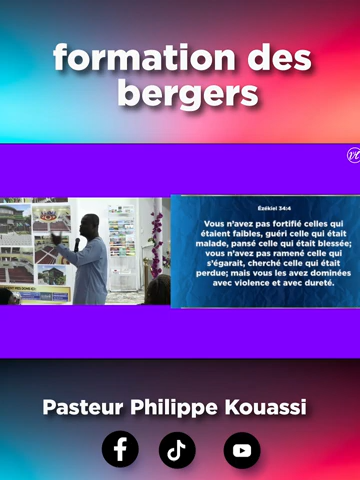 formation des
bergers
Ézékiel 34:4
Vous n'avez pas fortifié celles qui
étaient faibles, guéri celle qui était
malade, pansé celle qui était blessée;
vous n'avez pas ramené celle qui
s'égarait, cherché celle qui était
perdue; mais vous les avez dominées
avec violence et avec dureté.
Pasteur Philippe Kouassi